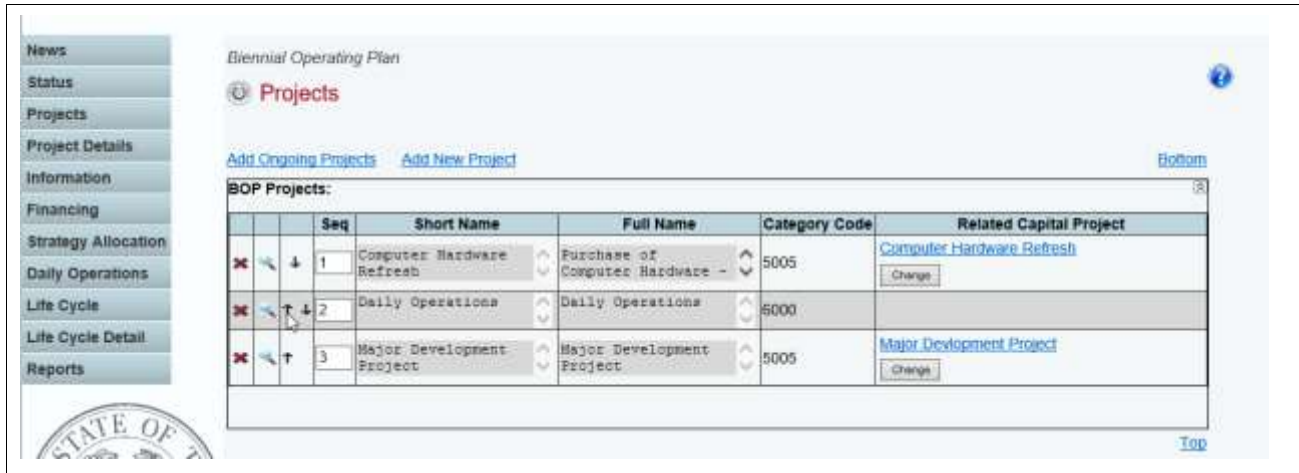 News
Status
Projects
Project Details
Information
Financing
Strategy Allocation
Daily Operations
Life Cycle
Life Cycle Detail
Reports
STATE OF T
Biennial Operating Plan
Projects
?
Add Ongoing Projects Add New Project Bottom
BOP Projects:
Seq Short Name Full Name Category Code Related Capital Project
1 Computer Hardware Refresh Purchase of Computer Hardware - 5005 Computer Hardware Refresh
Change
2 Daily Operations Daily Operations 6000
3 Major Development Project Major Development Project 5005 Major Devlopment Project
Change
Top